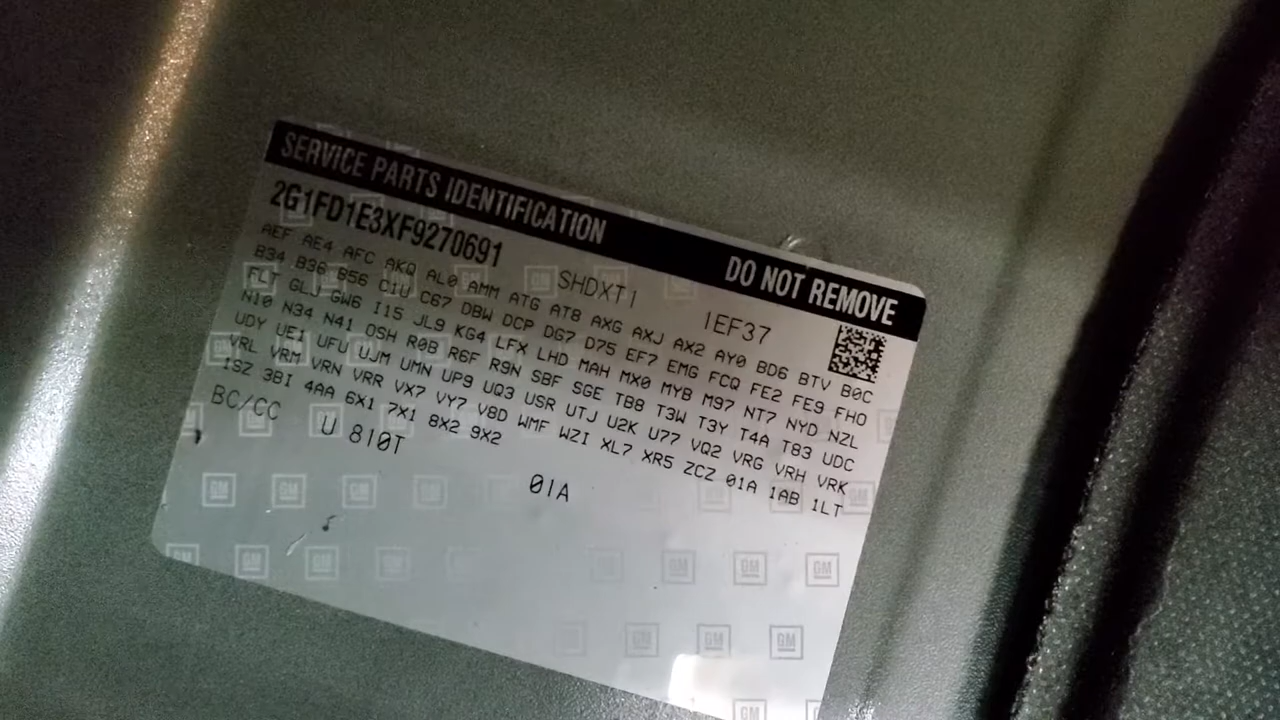 SERVICE PARTS IDENTIFICATION DO NOT REMOVE
2G1FD1E3XF9270691 SHDXT1 1EF37
AEF AE4 AFC AKQ AL0 AMM ATG AT8 AXG AXJ AX2 AY0 BD6 BTV B0C
B34 B36 B56 C1U C67 DBW DCP DG7 D75 EF7 EMG FCQ FE2 FE9 FHO
FLT GLJ GW6 I15 JL9 KG4 LFX LHD MAH MX0 MYB M97 NT7 NYD NZL
N10 N34 N41 OSH R0B R6F R9N SBF SGE TB8 T3W T3Y T4A T83 UDC
UDY UE1 UFU UJM UMN UP9 UQ3 USR UTJ U2K U77 VQ2 VRG VRH VRK
VRL VRM VRN VRR VX7 VY7 V8D WMF WZI XL7 XR5 ZCZ 01A 1AB 1LT
1SZ 3BI 4AA 6X1 7X1 8X2 9X2
BC/CC U 810T 01A